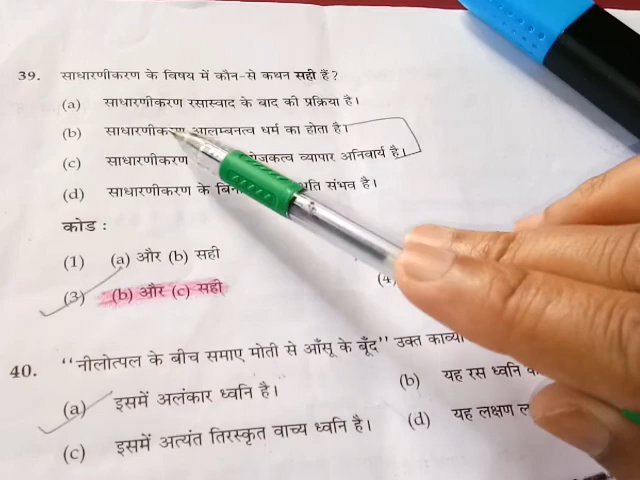 39. साधारणीकरण के विषय में कौन-से कथन सही हैं?
(a) साधारणीकरण रसास्वाद के बाद की प्रक्रिया है।
(b) साधारणीकरण आलम्बनत्व धर्म का होता है।
(c) साधारणीकरण व्यापार अनिवार्य है।
(d) साधारणीकरण के संभव है।
कोड :
(1) (a) और (b) सही
(3) (b) और (c) सही (4)
40. ‘‘नीलोत्पल के बीच समाए मोती से आँसू के बूँद’’ उक्त
(a) इसमें अलंकार ध्वनि है। (b) यह रस ध्वनि
(c) इसमें अत्यंत तिरस्कृत वाच्य ध्वनि है। (d) यह लक्षण